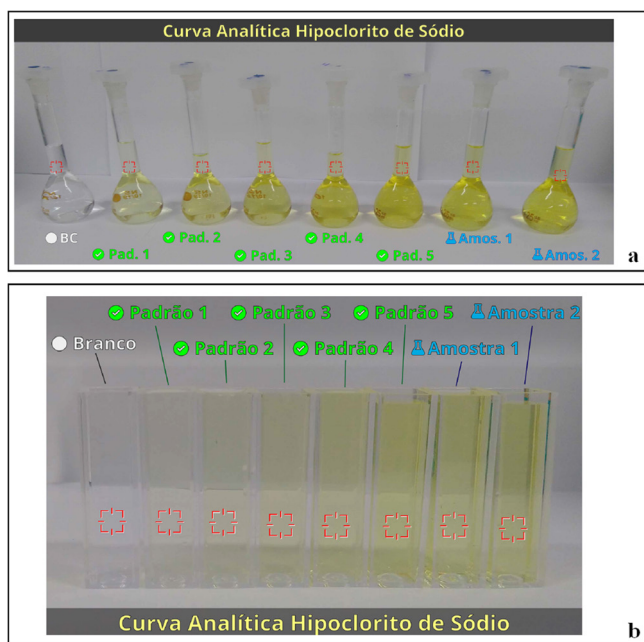 Curva Analítica Hipoclorito de Sódio
BC
Pad. 1
Pad. 2
Pad. 3
Pad. 4
Pad. 5
Amos. 1
Amos. 2
a
Branco
Padrão 1
Padrão 2
Padrão 3
Padrão 4
Padrão 5
Amostra 1
Amostra 2
Curva Analítica Hipoclorito de Sódio
b